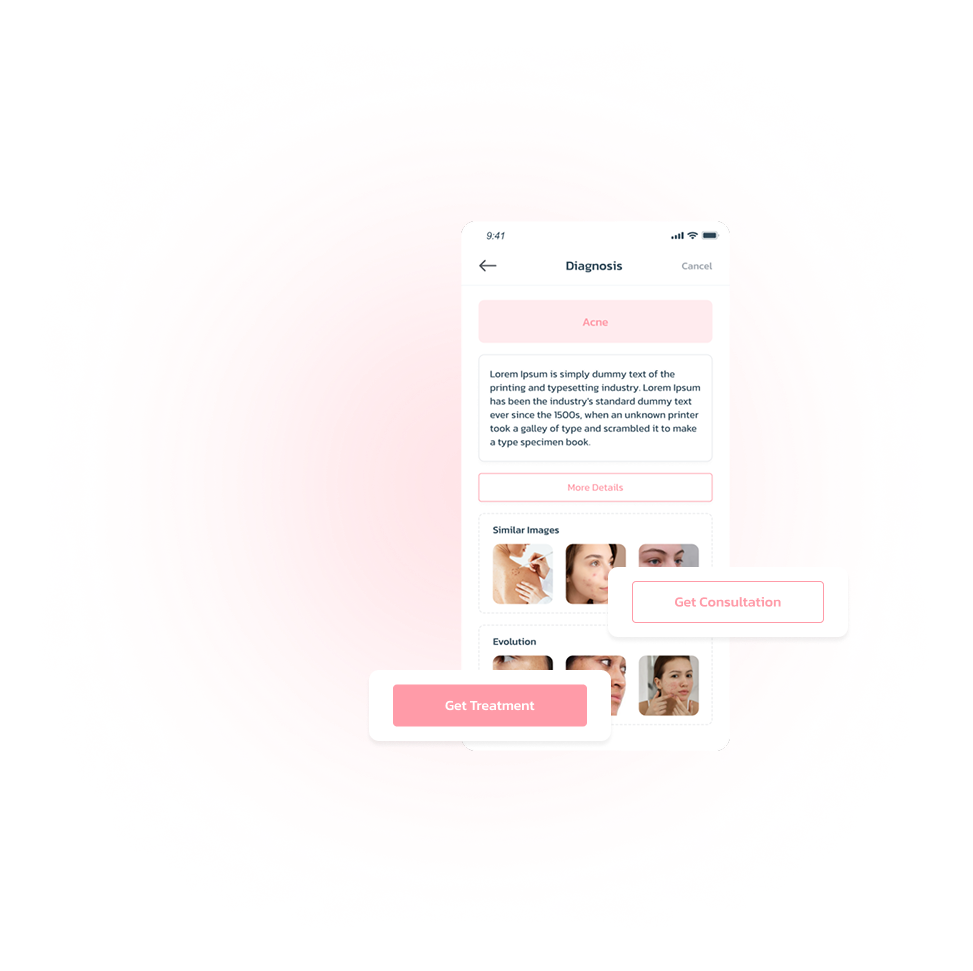 9:41
Diagnosis
Cancel
Acne
Lorem Ipsum is simply dummy text of the
printing and typesetting industry. Lorem Ipsum
has been the industry's standard dummy text
ever since the 1500s, when an unknown printer
took a galley of type and scrambled it to make
a type specimen book.
More Details
Similar Images
Get Consultation
Evolution
Get Treatment